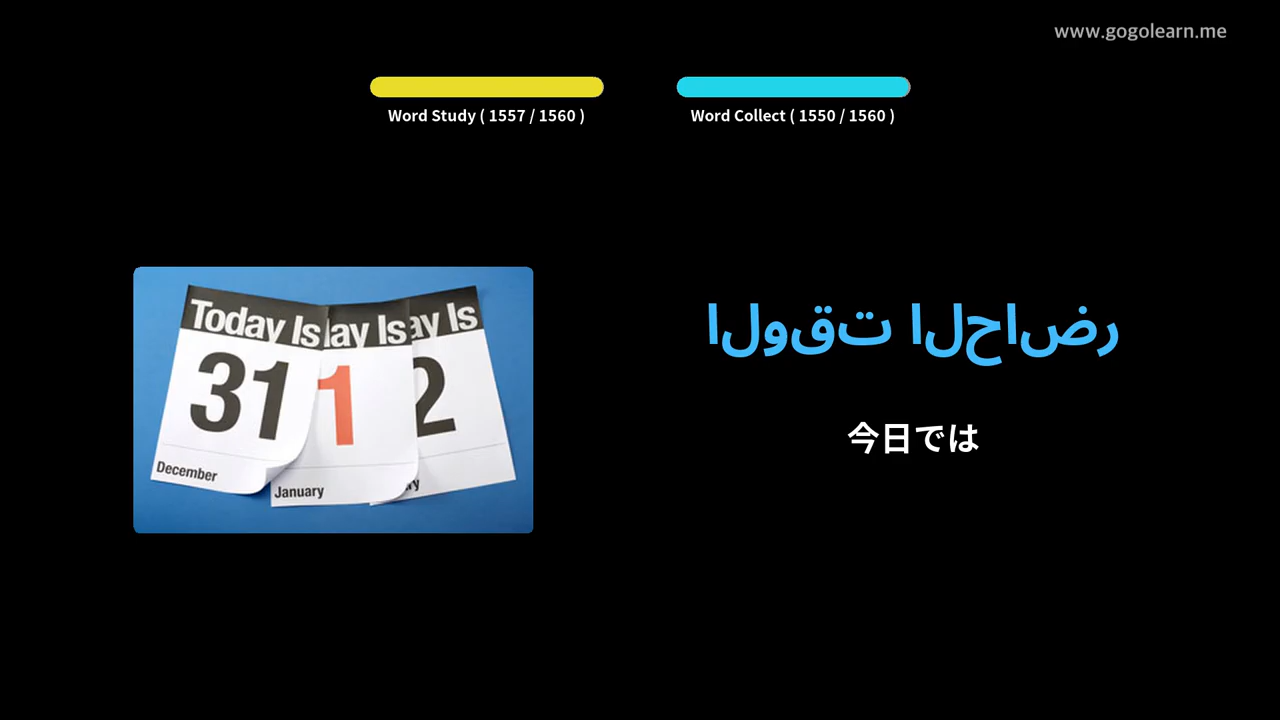 www.gogolearn.me
Word Study ( 1557 / 1560 )
Word Collect ( 1550 / 1560 )
Today Is
31
December
lay Is
1
January
ay Is
2
ry
الوقت الحاضر
今日では